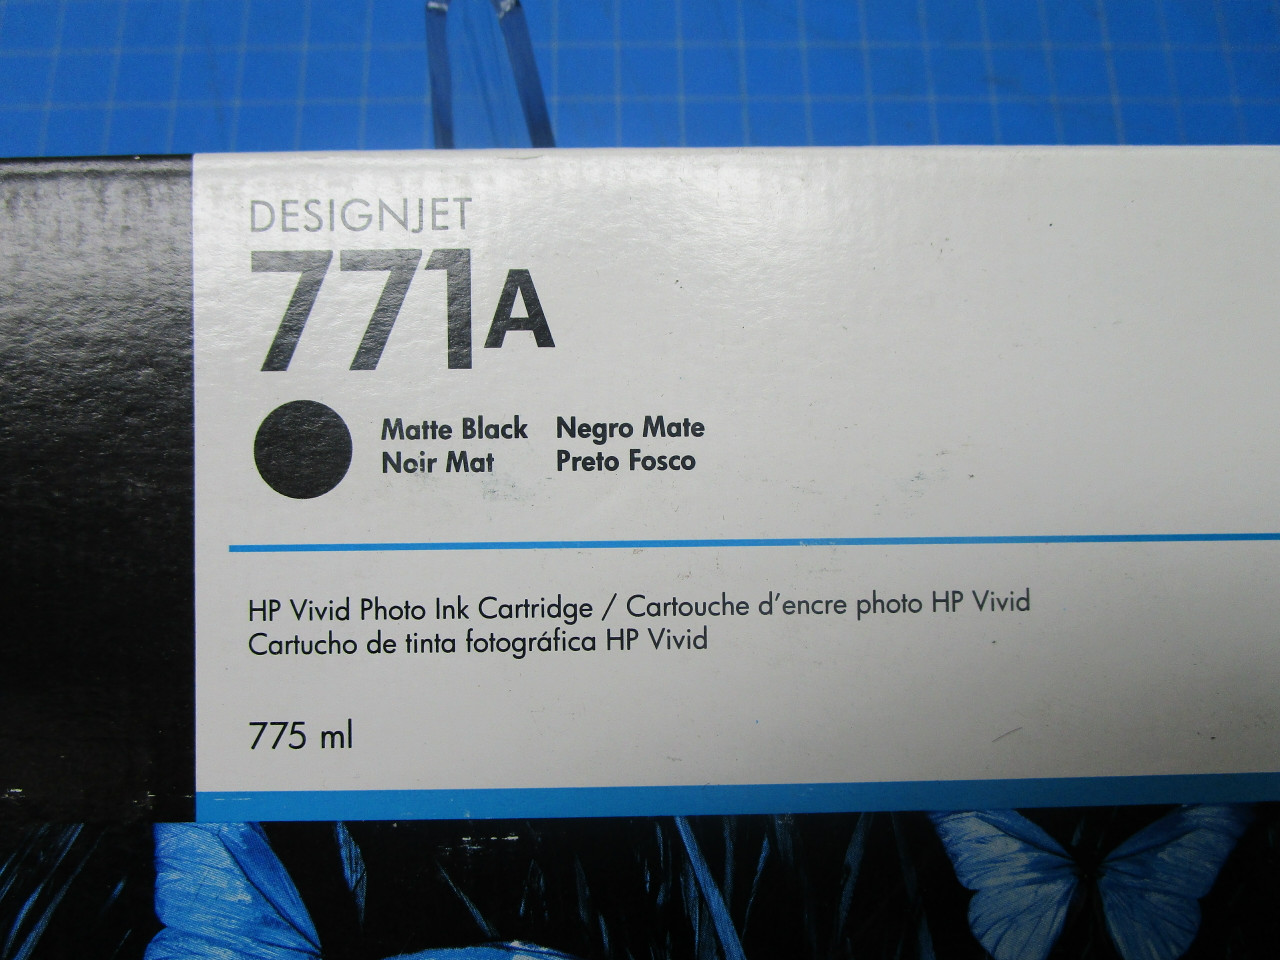 DESIGNJET
771A
Matte Black Negro Mate
Noir Mat Preto Fosco
HP Vivid Photo Ink Cartridge / Cartouche d'encre photo HP Vivid
Cartucho de tinta fotográfica HP Vivid
775 ml